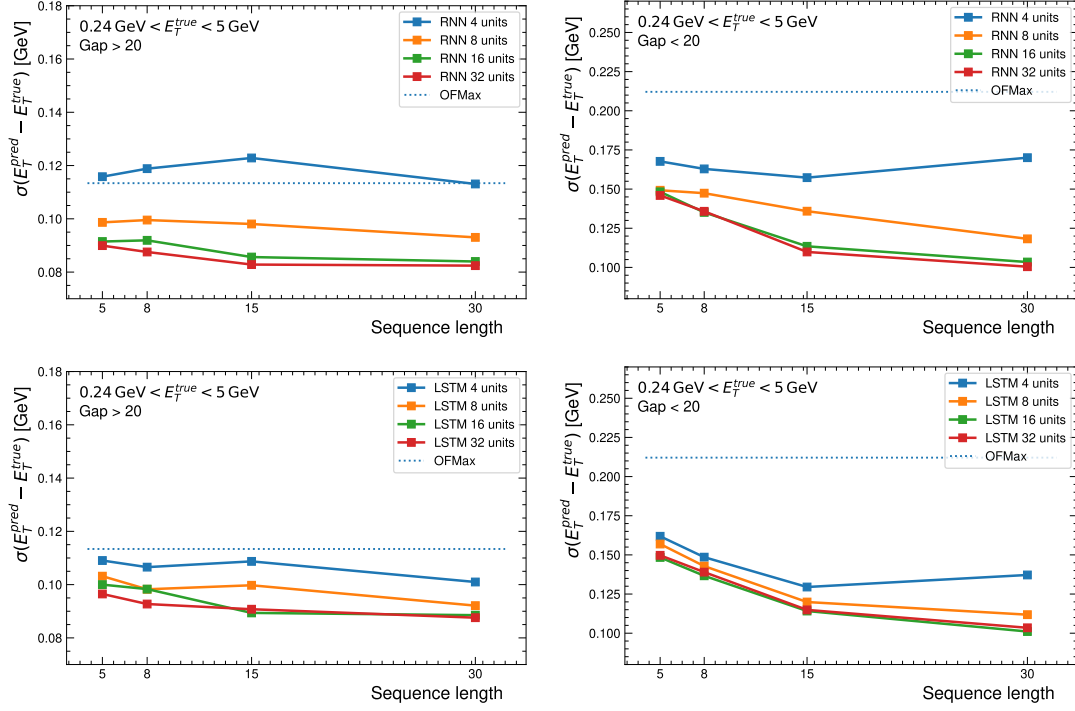 0.24 GeV < E_T^true < 5 GeV
Gap > 20
RNN 4 units
RNN 8 units
RNN 16 units
RNN 32 units
OFMax
σ(E_T^pred − E_T^true) [GeV]
0.18
0.16
0.14
0.12
0.10
0.08
5 8 15 30
Sequence length
0.24 GeV < E_T^true < 5 GeV
Gap < 20
RNN 4 units
RNN 8 units
RNN 16 units
RNN 32 units
OFMax
σ(E_T^pred − E_T^true) [GeV]
0.250
0.225
0.200
0.175
0.150
0.125
0.100
5 8 15 30
Sequence length
0.24 GeV < E_T^true < 5 GeV
Gap > 20
LSTM 4 units
LSTM 8 units
LSTM 16 units
LSTM 32 units
OFMax
σ(E_T^pred − E_T^true) [GeV]
0.18
0.16
0.14
0.12
0.10
0.08
5 8 15 30
Sequence length
0.24 GeV < E_T^true < 5 GeV
Gap < 20
LSTM 4 units
LSTM 8 units
LSTM 16 units
LSTM 32 units
OFMax
σ(E_T^pred − E_T^true) [GeV]
0.250
0.225
0.200
0.175
0.150
0.125
0.100
5 8 15 30
Sequence length